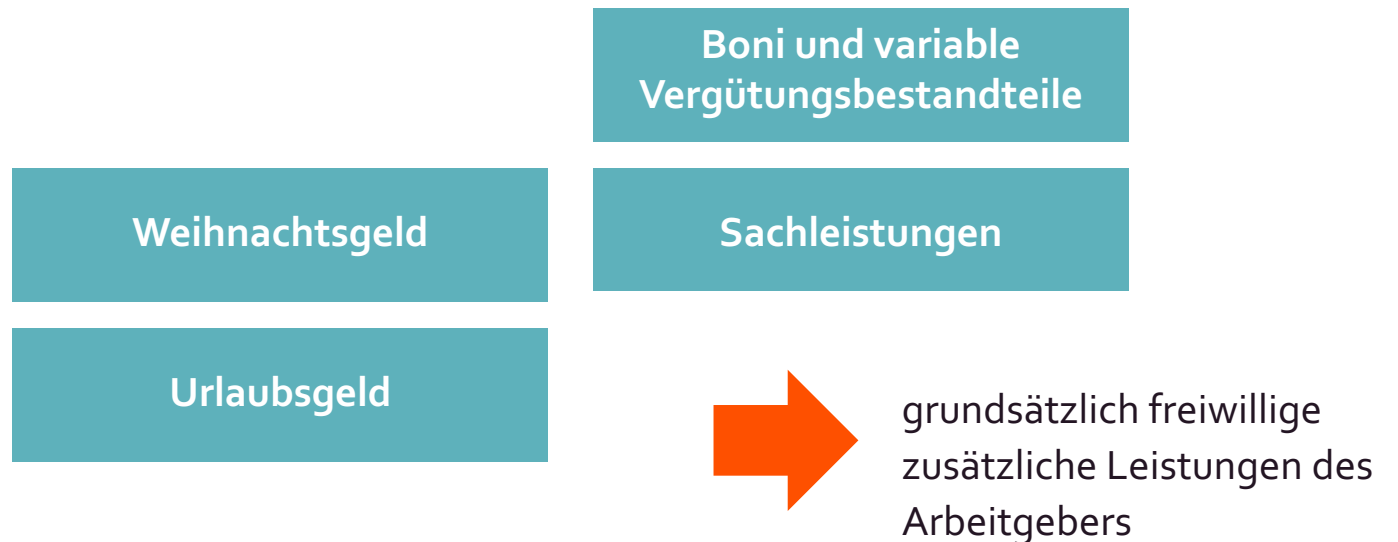 Boni und variable
Vergütungsbestandteile
Weihnachtsgeld
Sachleistungen
Urlaubsgeld
grundsätzlich freiwillige
zusätzliche Leistungen des
Arbeitgebers